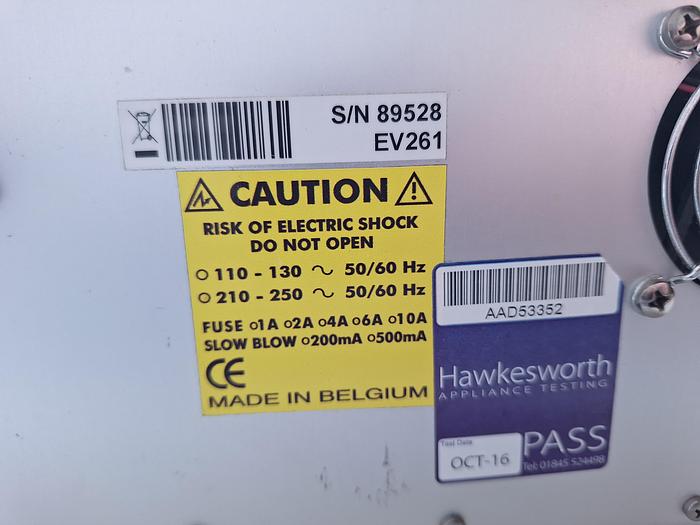 S/N 89528
EV261
CAUTION
RISK OF ELECTRIC SHOCK
DO NOT OPEN
○ 110 - 130 ∿ 50/60 Hz
○ 210 - 250 ∿ 50/60 Hz
FUSE ○1A ○2A ○4A ○6A ○10A
SLOW BLOW ○200mA ○500mA
CE
MADE IN BELGIUM
AAD53352
Hawkesworth
APPLIANCE TESTING
Test Date
OCT-16
PASS
Tel: 01845 524498